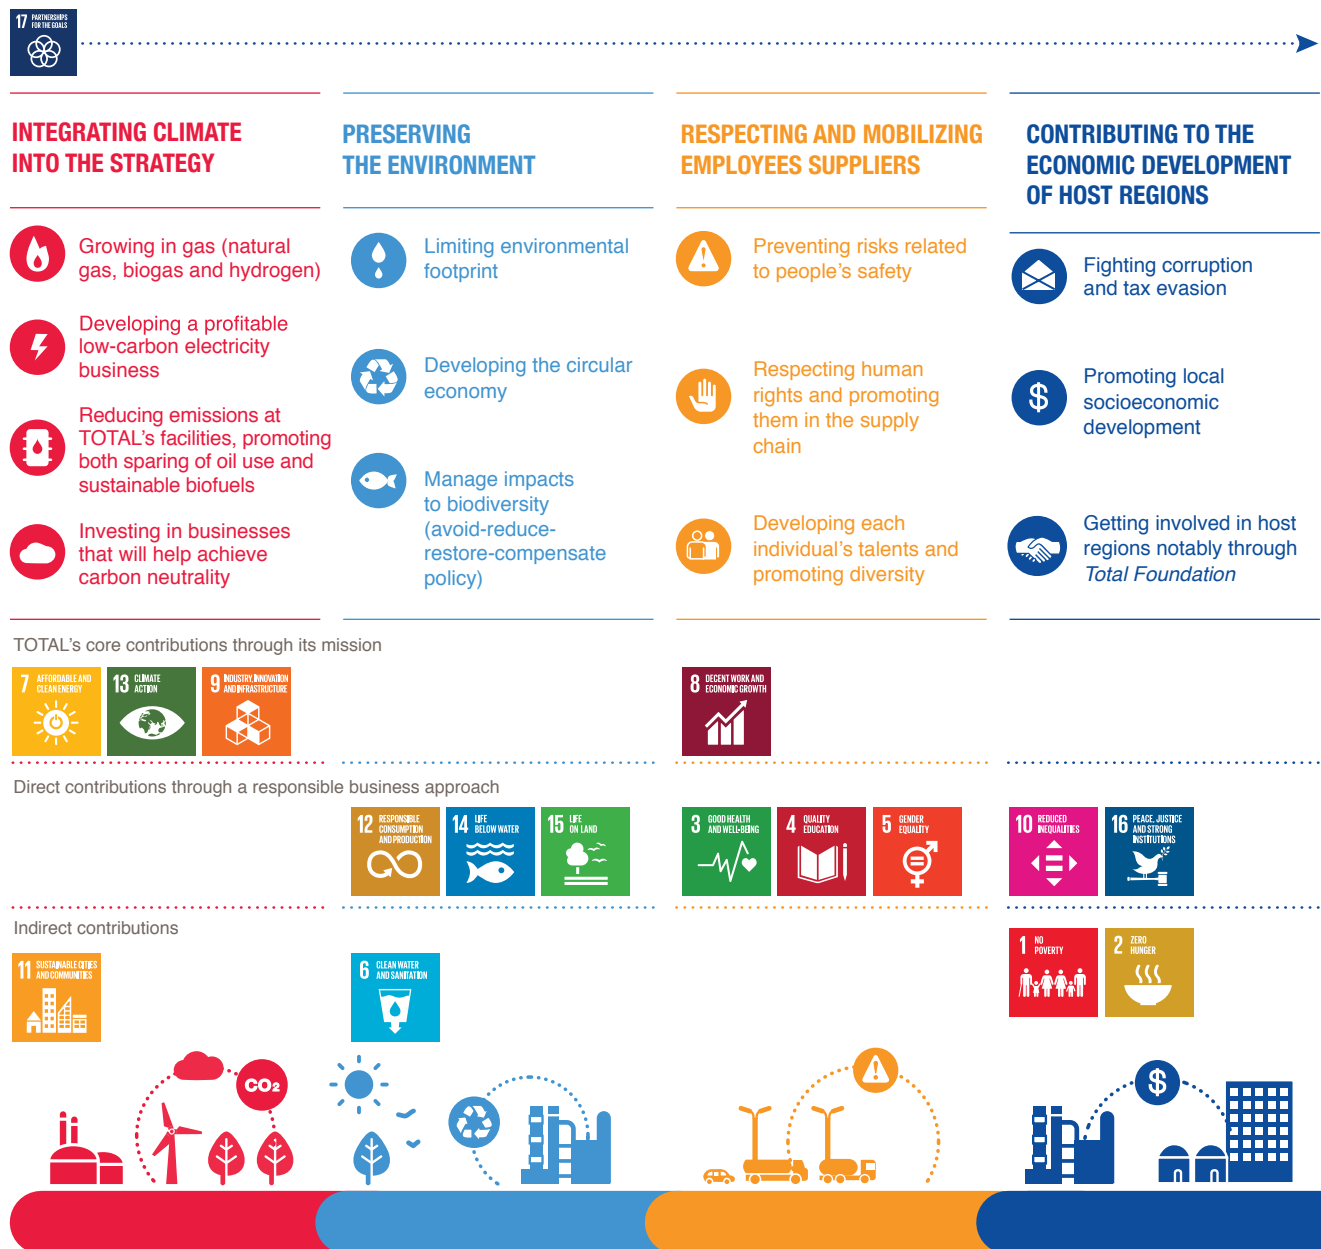 17 PARTNERSHIPS
FOR THE GOALS
INTEGRATING CLIMATE
INTO THE STRATEGY
Growing in gas (natural
gas, biogas and hydrogen)
Developing a profitable
low-carbon electricity
business
Reducing emissions at
TOTAL's facilities, promoting
both sparing of oil use and
sustainable biofuels
Investing in businesses
that will help achieve
carbon neutrality
PRESERVING
THE ENVIRONMENT
Limiting environmental
footprint
Developing the circular
economy
Manage impacts
to biodiversity
(avoid-reduce-
restore-compensate
policy)
RESPECTING AND MOBILIZING
EMPLOYEES SUPPLIERS
Preventing risks related
to people's safety
Respecting human
rights and promoting
them in the supply
chain
Developing each
individual's talents and
promoting diversity
CONTRIBUTING TO THE
ECONOMIC DEVELOPMENT
OF HOST REGIONS
Fighting corruption
and tax evasion
$
Promoting local
socioeconomic
development
Getting involved in host
regions notably through
Total Foundation
TOTAL's core contributions through its mission
7 AFFORDABLE AND
CLEAN ENERGY
13 CLIMATE
ACTION
9 INDUSTRY, INNOVATION
AND INFRASTRUCTURE
8 DECENT WORK AND
ECONOMIC GROWTH
Direct contributions through a responsible business approach
12 RESPONSIBLE
CONSUMPTION
AND PRODUCTION
14 LIFE
BELOW WATER
15 LIFE
ON LAND
3 GOOD HEALTH
AND WELL-BEING
4 QUALITY
EDUCATION
5 GENDER
EQUALITY
10 REDUCED
INEQUALITIES
16 PEACE, JUSTICE
AND STRONG
INSTITUTIONS
Indirect contributions
11 SUSTAINABLE CITIES
AND COMMUNITIES
6 CLEAN WATER
AND SANITATION
1 NO
POVERTY
2 ZERO
HUNGER
CO2
$